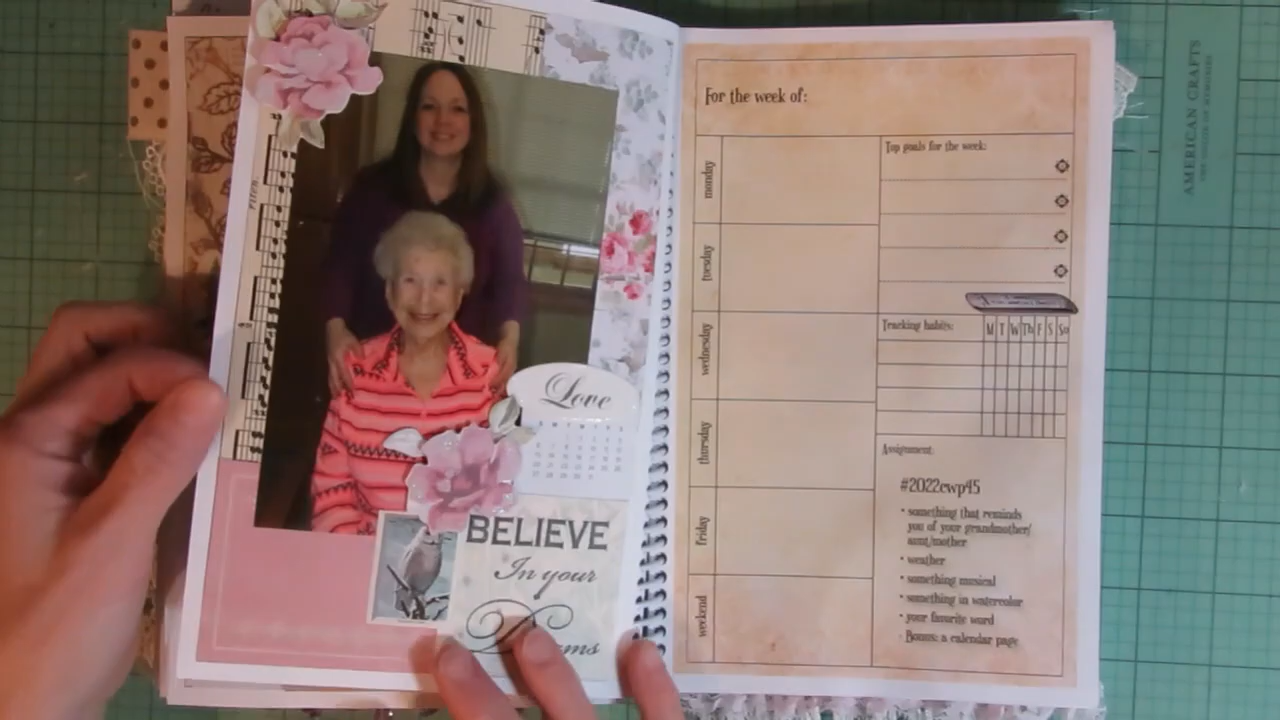 Love
BELIEVE
In your
For the week of:
monday
tuesday
wednesday
thursday
friday
weekend
Top goals for the week:
Tracking habits:
M T W Th F S Su
Assignment:
#2022cwp45
• something that reminds
you of your grandmother/
aunt/mother
• weather
• something musical
• something in watercolor
• your favorite word
· Bonus: a calendar page
AMERICAN CRAFTS